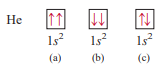 He ↑↑ ↓↓ ↑↓
1s² 1s² 1s²
(a) (b) (c)